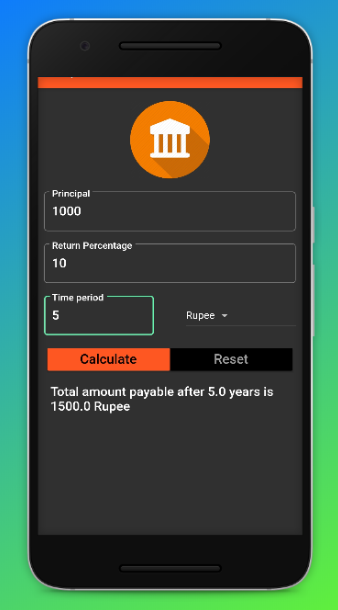 Principal
1000
Return Percentage
10
Time period
5
Rupee
Calculate
Reset
Total amount payable after 5.0 years is
1500.0 Rupee